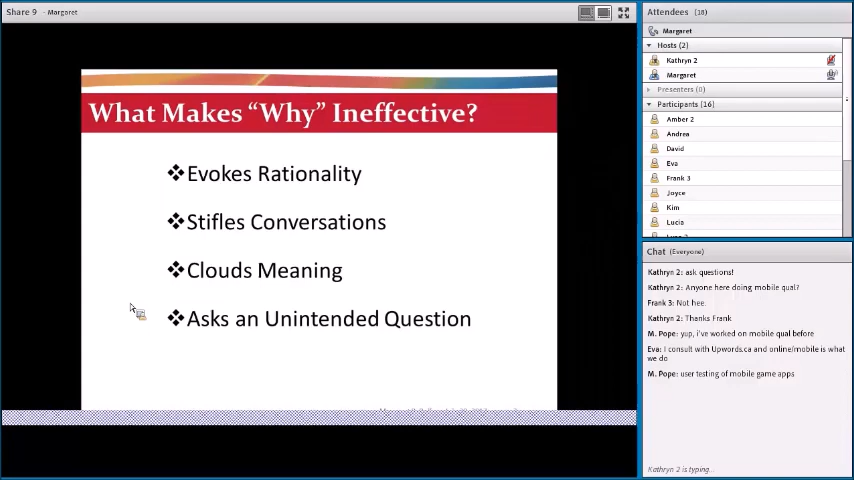 Share 9 - Margaret
What Makes “Why” Ineffective?
❖Evokes Rationality
❖Stifles Conversations
❖Clouds Meaning
❖Asks an Unintended Question
Attendees (18)
Margaret
Hosts (2)
Kathryn 2
Margaret
Presenters (0)
Participants (16)
Amber 2
Andrea
David
Eva
Frank 3
Joyce
Kim
Lucia
Chat (Everyone)
Kathryn 2: ask questions!
Kathryn 2: Anyone here doing mobile qual?
Frank 3: Not hee.
Kathryn 2: Thanks Frank
M. Pope: yup, i've worked on mobile qual before
Eva: I consult with Upwords.ca and online/mobile is what
we do
M. Pope: user testing of mobile game apps
Kathryn 2 is typing...